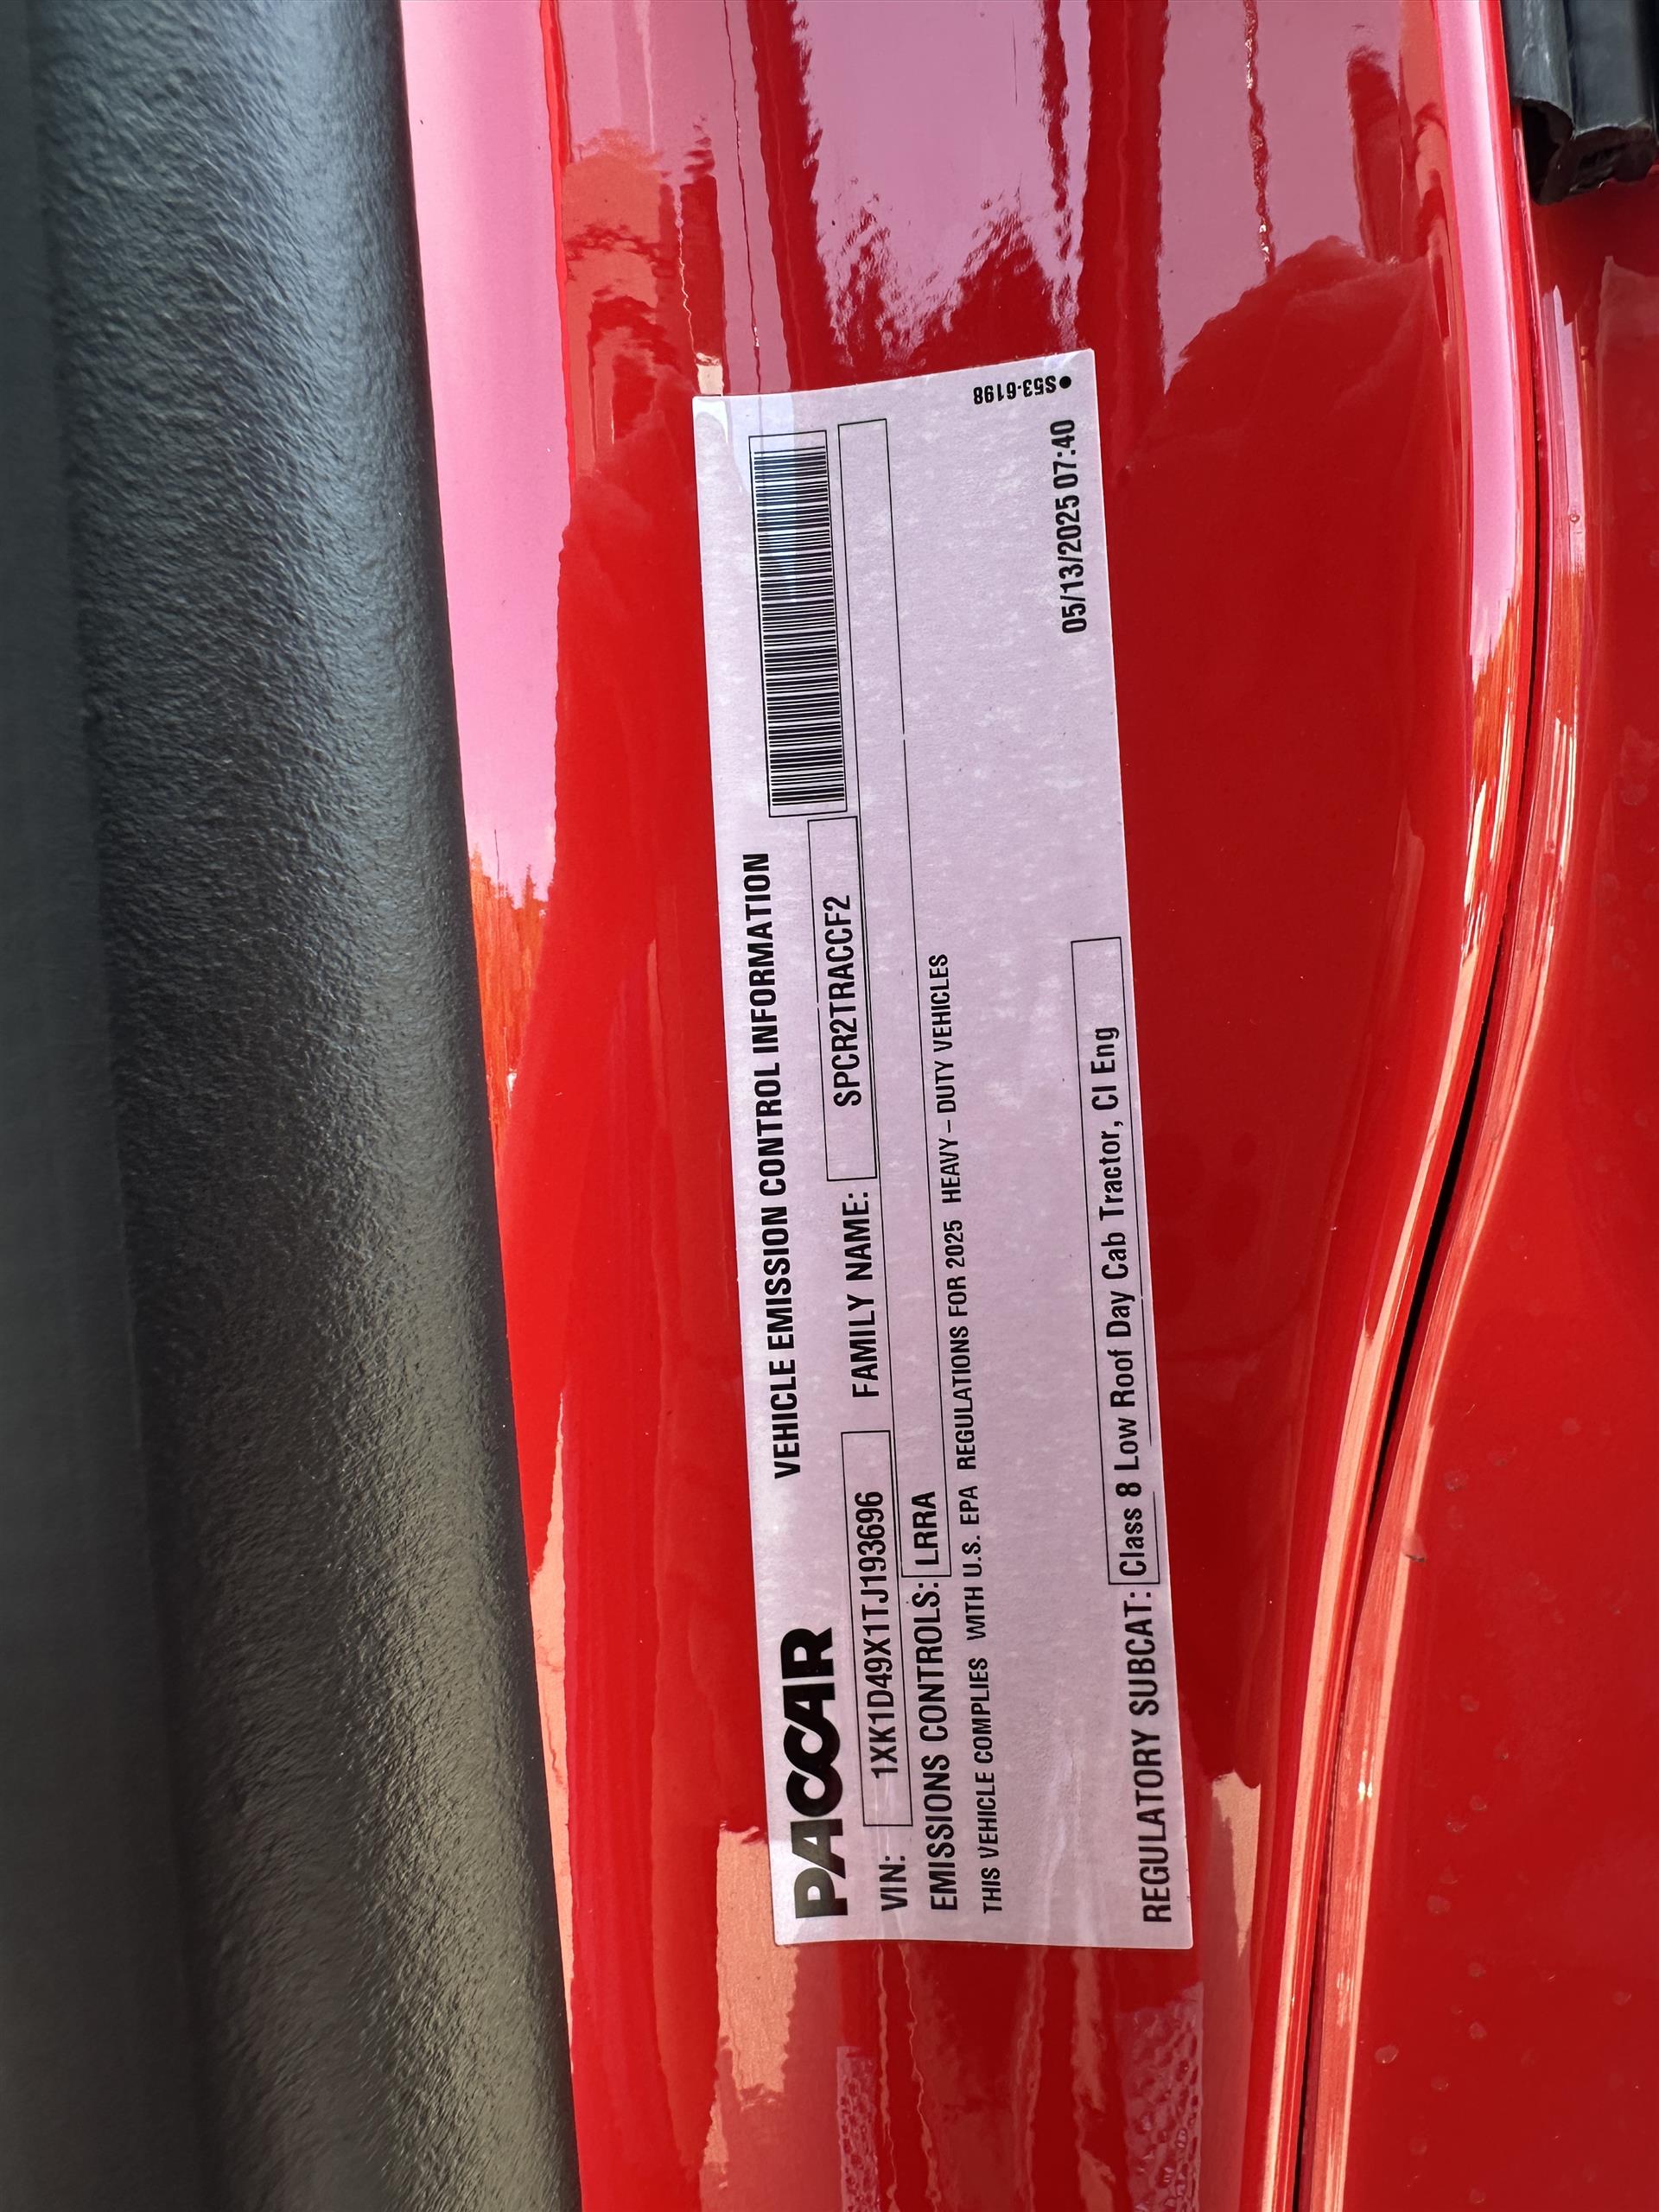 PACCAR VEHICLE EMISSION CONTROL INFORMATION
VIN: 1XK1D49X1TJ193696 FAMILY NAME: SPCR2TRACCF2
EMISSIONS CONTROLS: LRRA
THIS VEHICLE COMPLIES WITH U.S. EPA REGULATIONS FOR 2025 HEAVY – DUTY VEHICLES
05/13/2025 07:40
REGULATORY SUBCAT: Class 8 Low Roof Day Cab Tractor, CI Eng
●S53-6198